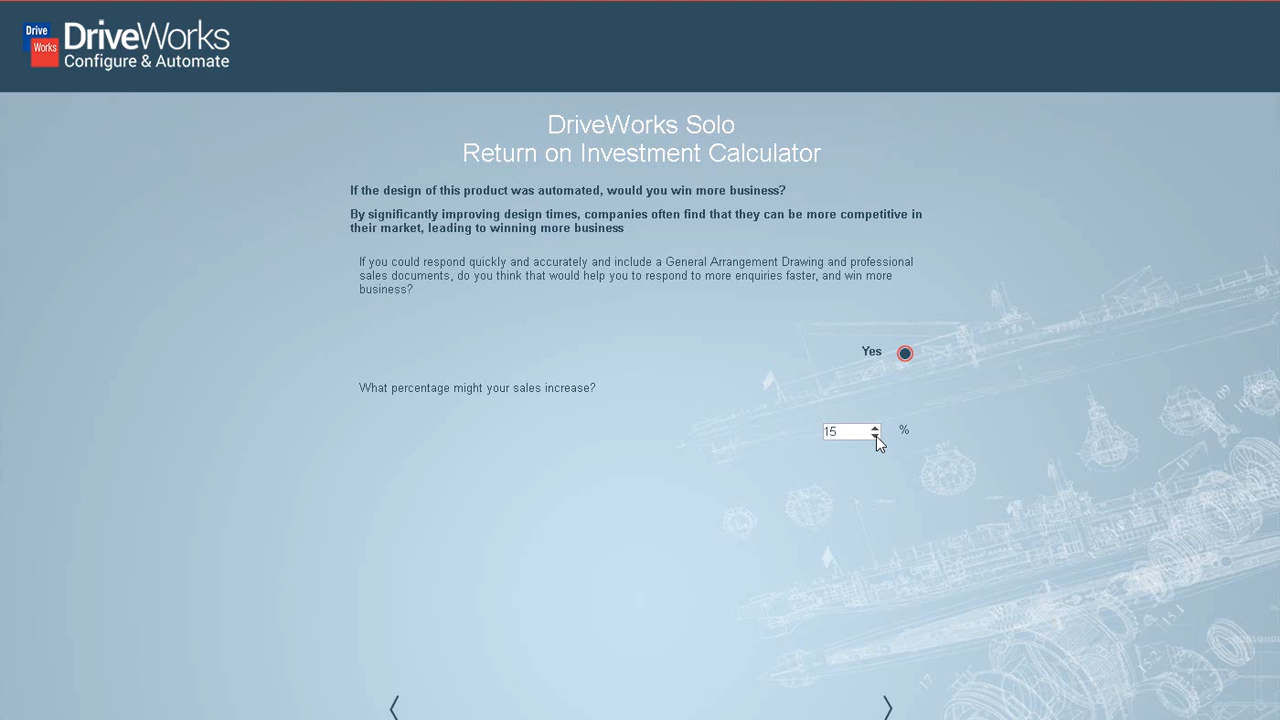 Drive
Works
DriveWorks
Configure & Automate
DriveWorks Solo
Return on Investment Calculator
If the design of this product was automated, would you win more business?
By significantly improving design times, companies often find that they can be more competitive in
their market, leading to winning more business
If you could respond quickly and accurately and include a General Arrangement Drawing and professional
sales documents, do you think that would help you to respond to more enquiries faster, and win more
business?
Yes
What percentage might your sales increase?
15 %